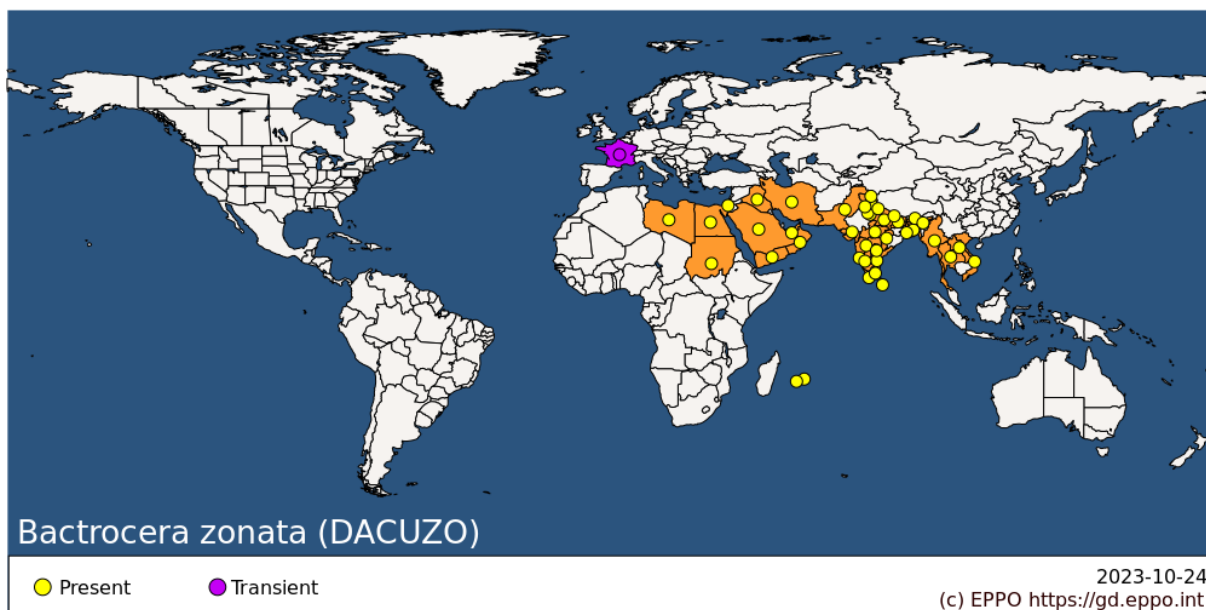 Bactrocera zonata (DACUZO)
Present
Transient
2023-10-24
(c) EPPO https://gd.eppo.int